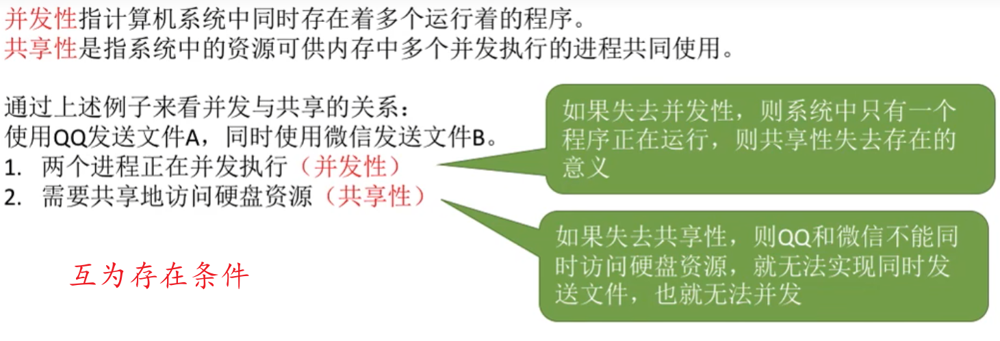 并发性指计算机系统中同时存在着多个运行着的程序。
共享性是指系统中的资源可供内存中多个并发执行的进程共同使用。
通过上述例子来看并发与共享的关系：
使用QQ发送文件A，同时使用微信发送文件B。
1. 两个进程正在并发执行（并发性）
2. 需要共享地访问硬盘资源（共享性）
如果失去并发性，则系统中只有一个
程序正在运行，则共享性失去存在的
意义
如果失去共享性，则QQ和微信不能同
时访问硬盘资源，就无法实现同时发
送文件，也就无法并发
互为存在条件